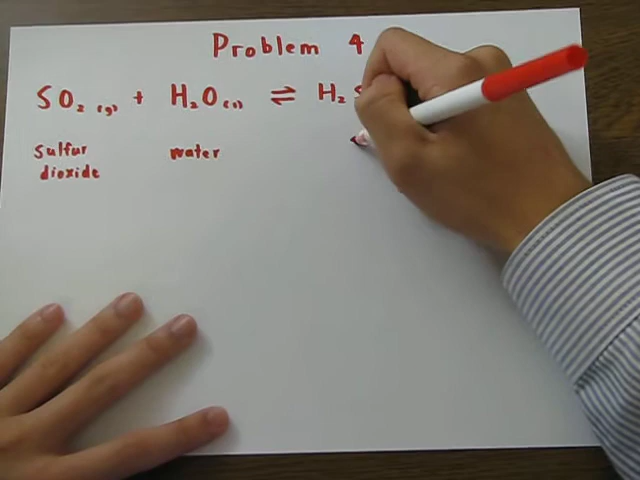 Problem 4
SO₂ (g) + H₂O (l) ⇌ H₂ S
sulfur water
dioxide